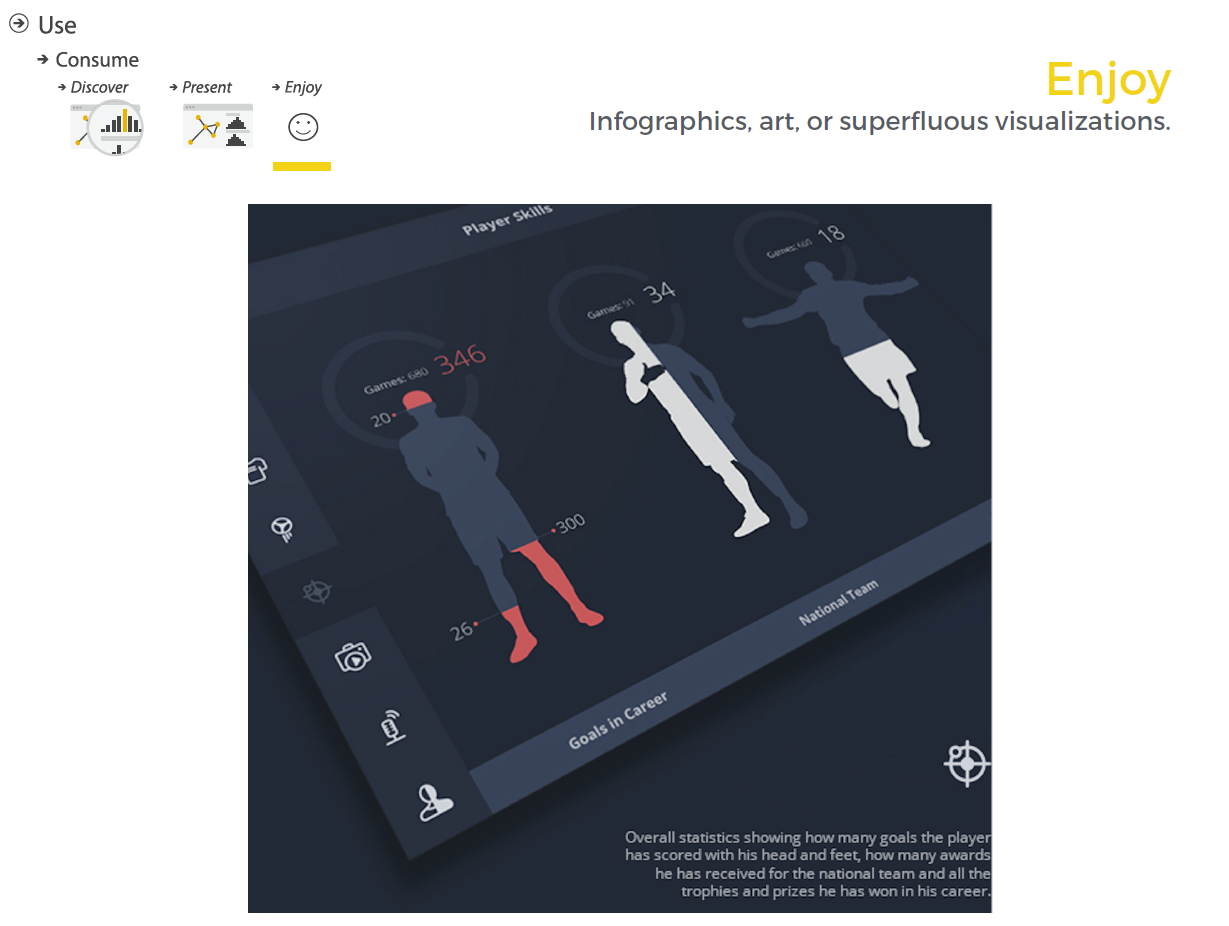 Use
Consume
Discover
Present
Enjoy
Enjoy
Infographics, art, or superfluous visualizations.
Player Skills
Games: 680 346
20
300
26
Games: 91 34
Games: 18
Goals in Career
National Team
Overall statistics showing how many goals the player
has scored with his head and feet, how many awards
he has received for the national team and all the
trophies and prizes he has won in his career.